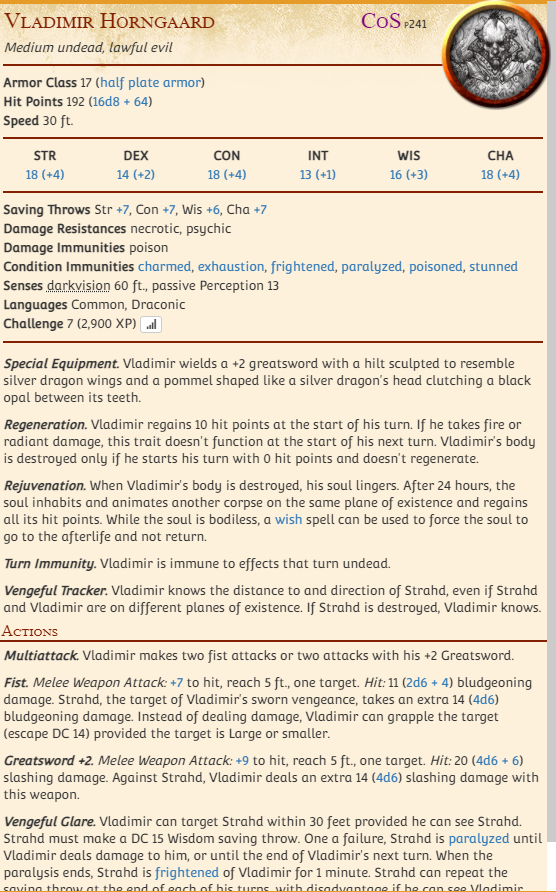 Vladimir Horngaard
CoS p241
Medium undead, lawful evil
Armor Class 17 (half plate armor)
Hit Points 192 (16d8 + 64)
Speed 30 ft.
STR DEX CON INT WIS CHA
18 (+4) 14 (+2) 18 (+4) 13 (+1) 16 (+3) 18 (+4)
Saving Throws Str +7, Con +7, Wis +6, Cha +7
Damage Resistances necrotic, psychic
Damage Immunities poison
Condition Immunities charmed, exhaustion, frightened, paralyzed, poisoned, stunned
Senses darkvision 60 ft., passive Perception 13
Languages Common, Draconic
Challenge 7 (2,900 XP)
Special Equipment. Vladimir wields a +2 greatsword with a hilt sculpted to resemble
silver dragon wings and a pommel shaped like a silver dragon's head clutching a black
opal between its teeth.
Regeneration. Vladimir regains 10 hit points at the start of his turn. If he takes fire or
radiant damage, this trait doesn't function at the start of his next turn. Vladimir's body
is destroyed only if he starts his turn with 0 hit points and doesn't regenerate.
Rejuvenation. When Vladimir's body is destroyed, his soul lingers. After 24 hours, the
soul inhabits and animates another corpse on the same plane of existence and regains
all its hit points. While the soul is bodiless, a wish spell can be used to force the soul to
go to the afterlife and not return.
Turn Immunity. Vladimir is immune to effects that turn undead.
Vengeful Tracker. Vladimir knows the distance to and direction of Strahd, even if Strahd
and Vladimir are on different planes of existence. If Strahd is destroyed, Vladimir knows.
Actions
Multiattack. Vladimir makes two fist attacks or two attacks with his +2 Greatsword.
Fist. Melee Weapon Attack: +7 to hit, reach 5 ft., one target. Hit: 11 (2d6 + 4) bludgeoning
damage. Strahd, the target of Vladimir's sworn vengeance, takes an extra 14 (4d6)
bludgeoning damage. Instead of dealing damage, Vladimir can grapple the target
(escape DC 14) provided the target is Large or smaller.
Greatsword +2. Melee Weapon Attack: +9 to hit, reach 5 ft., one target. Hit: 20 (4d6 + 6)
slashing damage. Against Strahd, Vladimir deals an extra 14 (4d6) slashing damage with
this weapon.
Vengeful Glare. Vladimir can target Strahd within 30 feet provided he can see Strahd.
Strahd must make a DC 15 Wisdom saving throw. One a failure, Strahd is paralyzed until
Vladimir deals damage to him, or until the end of Vladimir's next turn. When the
paralysis ends, Strahd is frightened of Vladimir for 1 minute. Strahd can repeat the
saving throw at the end of each of his turns, with disadvantage if he can see Vladimir